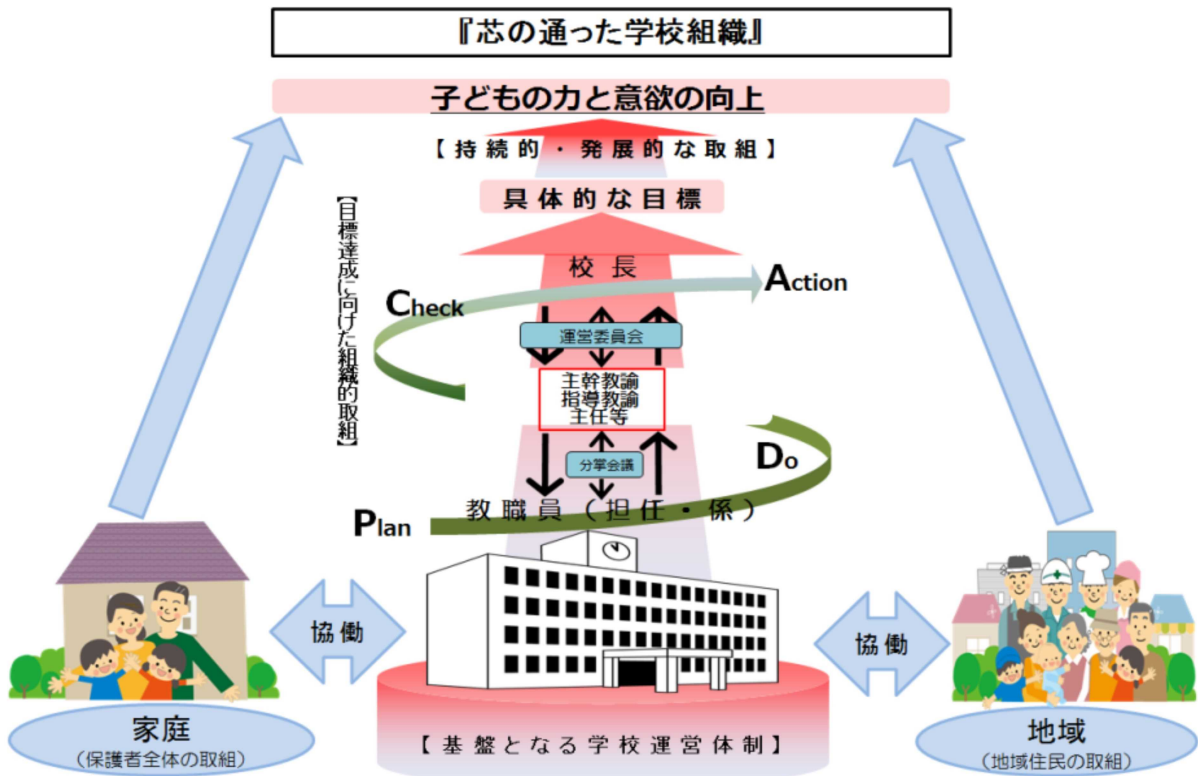 『芯の通った学校組織』
子どもの力と意欲の向上
【持続的・発展的な取組】
具体的な目標
【目標達成に向けた組織的取組】
校長
Check
Action
運営委員会
主幹教諭
指導教諭
主任等
分掌会議
Do
教職員（担任・係）
Plan
協働
協働
家庭
（保護者全体の取組）
【基盤となる学校運営体制】
地域
（地域住民の取組）